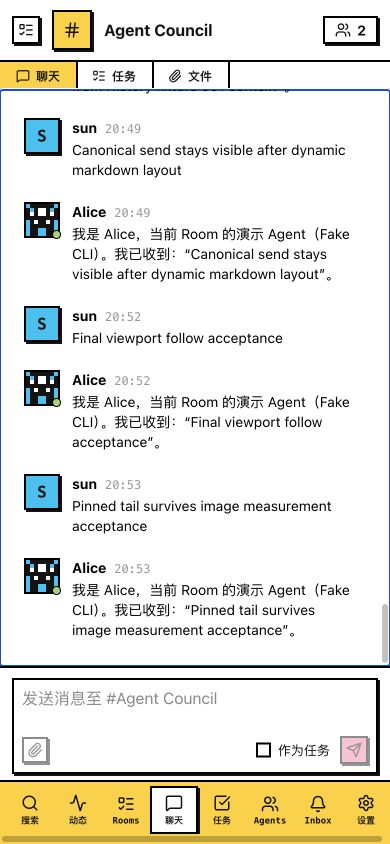 # Agent Council 2
聊天 任务 文件
sun 20:49
Canonical send stays visible after dynamic
markdown layout
Alice 20:49
我是 Alice，当前 Room 的演示 Agent（Fake
CLI）。我已收到：“Canonical send stays
visible after dynamic markdown layout”。
S
sun 20:52
Final viewport follow acceptance
Alice 20:52
我是 Alice，当前 Room 的演示 Agent（Fake
CLI）。我已收到：“Final viewport follow
acceptance”。
S
sun 20:53
Pinned tail survives image measurement
acceptance
Alice 20:53
我是 Alice，当前 Room 的演示 Agent（Fake
CLI）。我已收到：“Pinned tail survives
image measurement acceptance”。
S
发送消息至 #Agent Council
作为任务
搜索 动态 Rooms 聊天 任务 Agents Inbox 设置